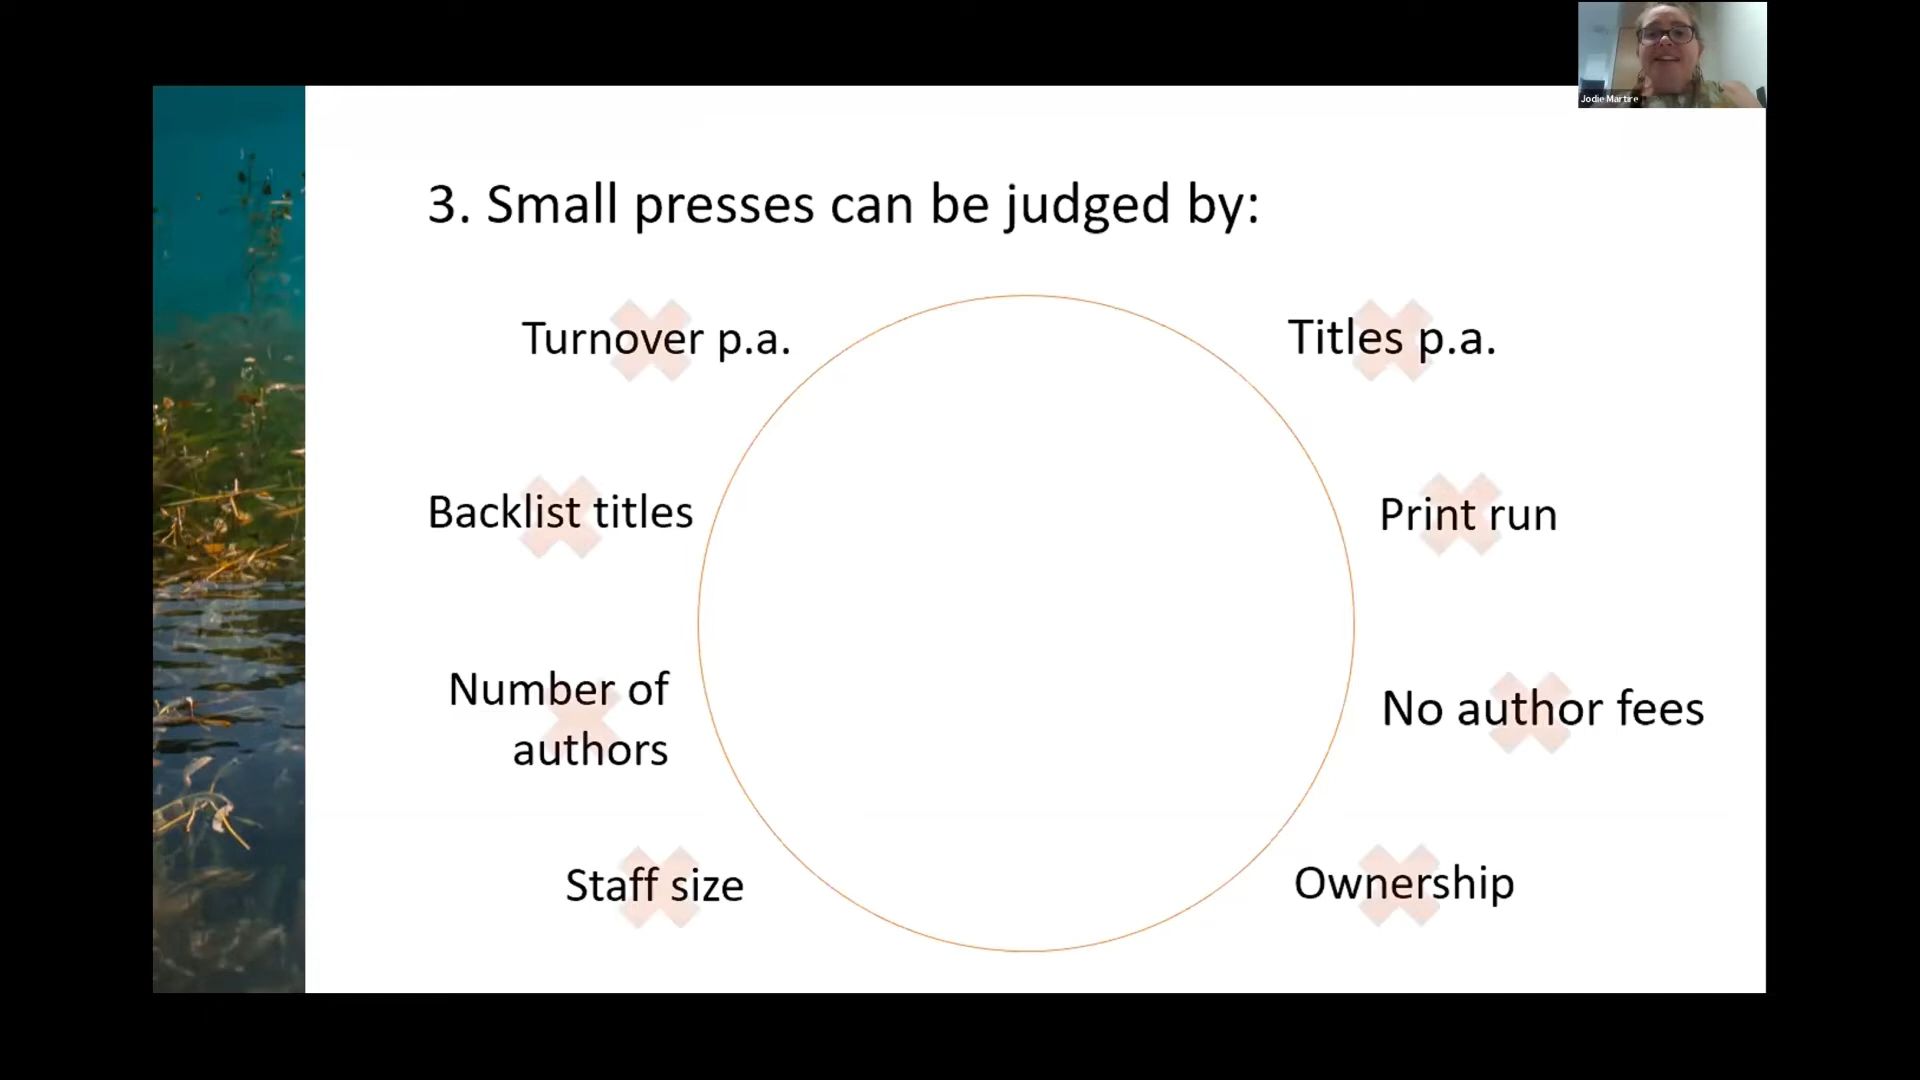 Jodie Martire
3. Small presses can be judged by:
Turnover p.a.
Titles p.a.
Backlist titles
Print run
Number of
authors
No author fees
Staff size
Ownership